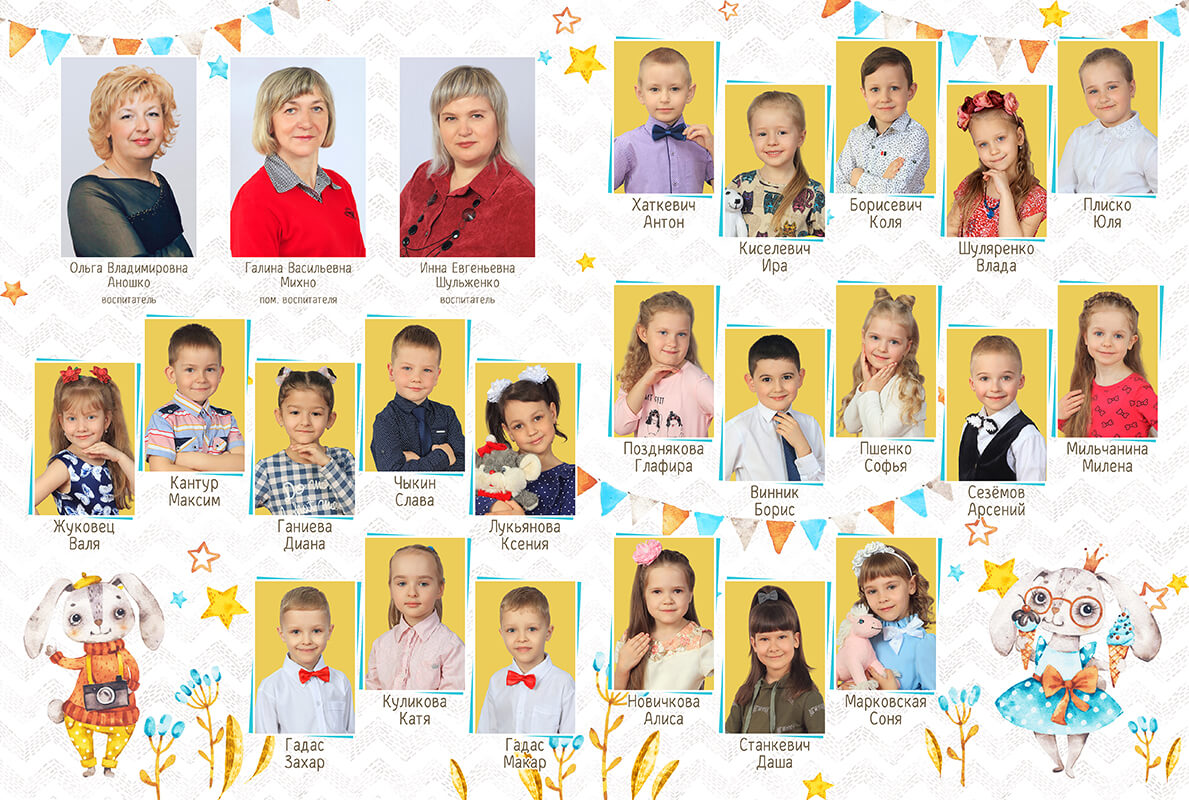 Ольга Владимировна
Аношко
воспитатель
Галина Васильевна
Михно
пом. воспитателя
Инна Евгеньевна
Шульженко
воспитатель
Жуковец
Валя
Кантур
Максим
Ганиева
Диана
Чыкин
Слава
Лукьянова
Ксения
Гадас
Захар
Куликова
Катя
Гадас
Макар
Хаткевич
Антон
Киселевич
Ира
Борисевич
Коля
Шуляренко
Влада
Плиско
Юля
Позднякова
Глафира
Винник
Борис
Пшенко
Софья
Сезёмов
Арсений
Мильчанина
Милена
Новичкова
Алиса
Станкевич
Даша
Марковская
Соня